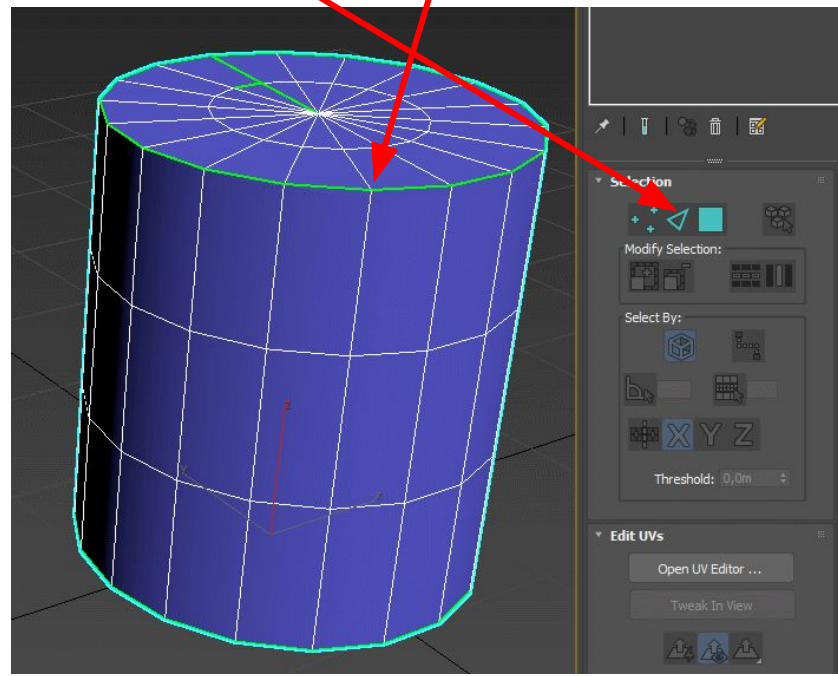 Selection
Modify Selection:
Select By:
X Y Z
Threshold: 0,0m
Edit UVs
Open UV Editor ...
Tweak In View